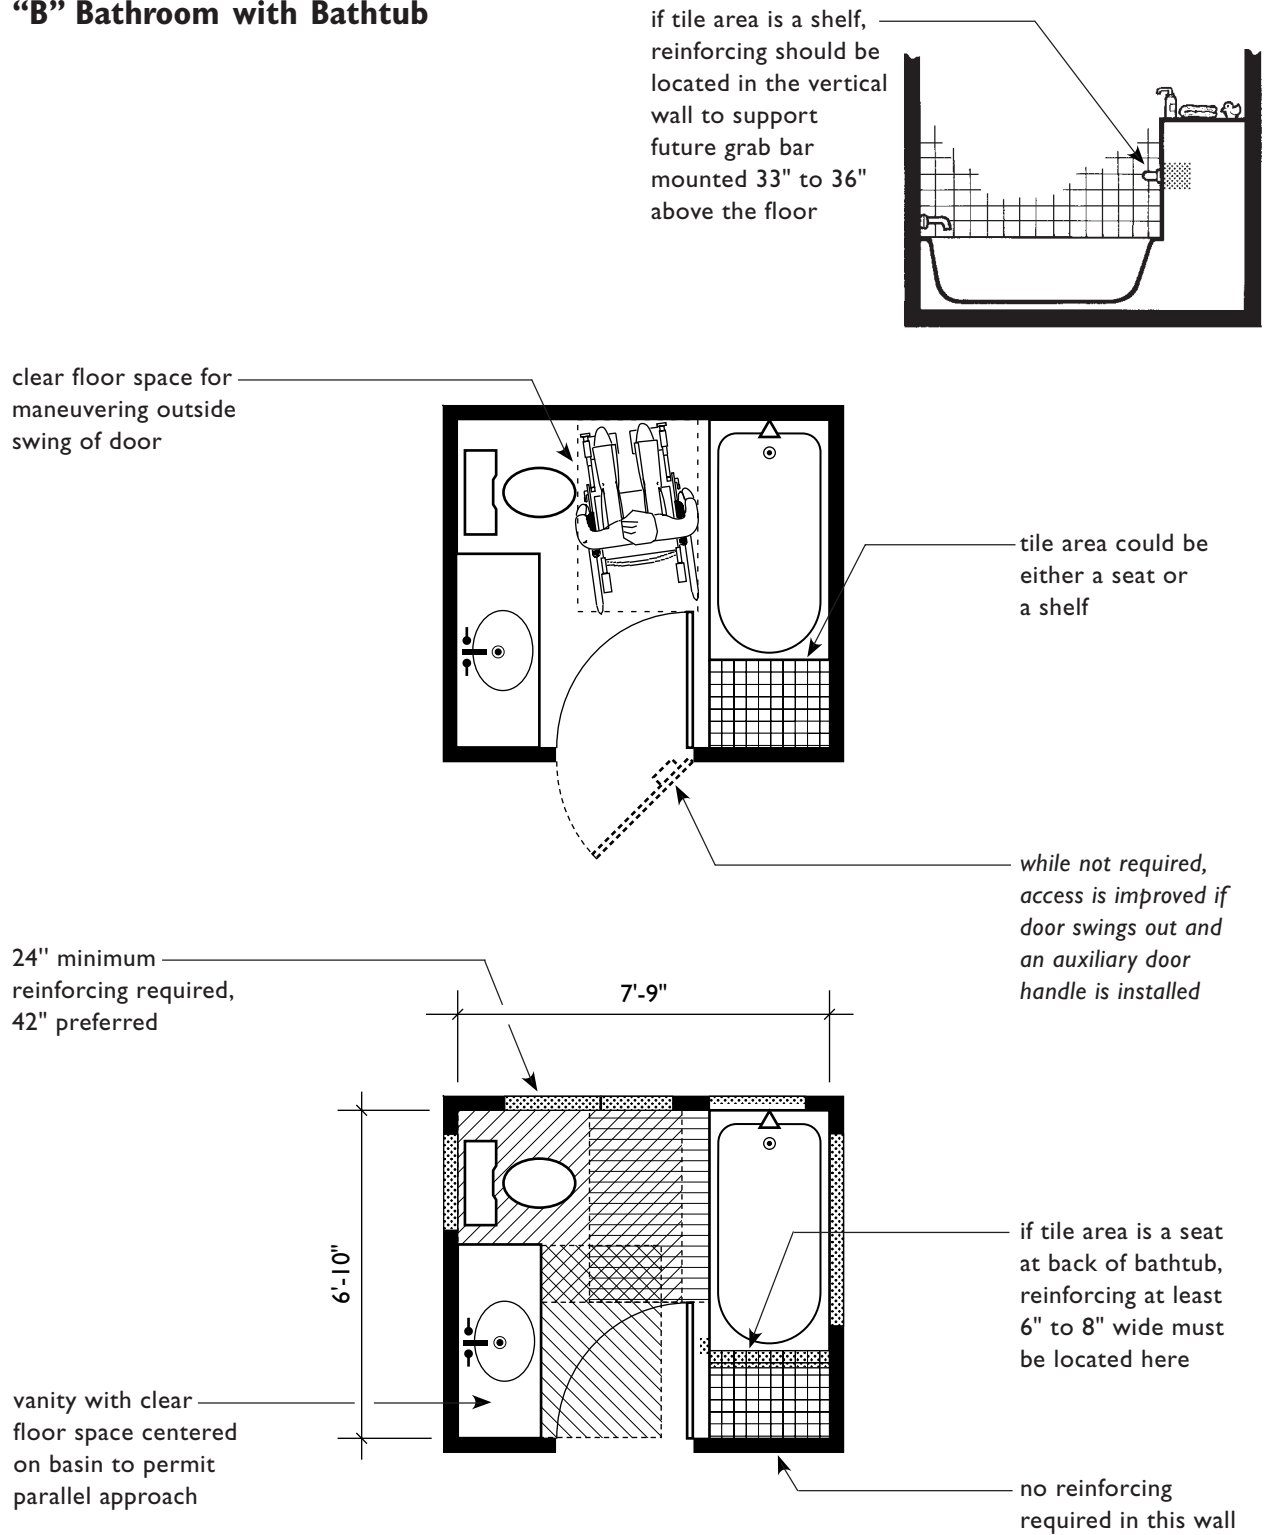 “B” Bathroom with Bathtub
if tile area is a shelf,
reinforcing should be
located in the vertical
wall to support
future grab bar
mounted 33" to 36"
above the floor
clear floor space for
maneuvering outside
swing of door
tile area could be
either a seat or
a shelf
while not required,
access is improved if
door swings out and
an auxiliary door
handle is installed
24" minimum
reinforcing required,
42" preferred
7'-9"
6'-10"
if tile area is a seat
at back of bathtub,
reinforcing at least
6" to 8" wide must
be located here
vanity with clear
floor space centered
on basin to permit
parallel approach
no reinforcing
required in this wall